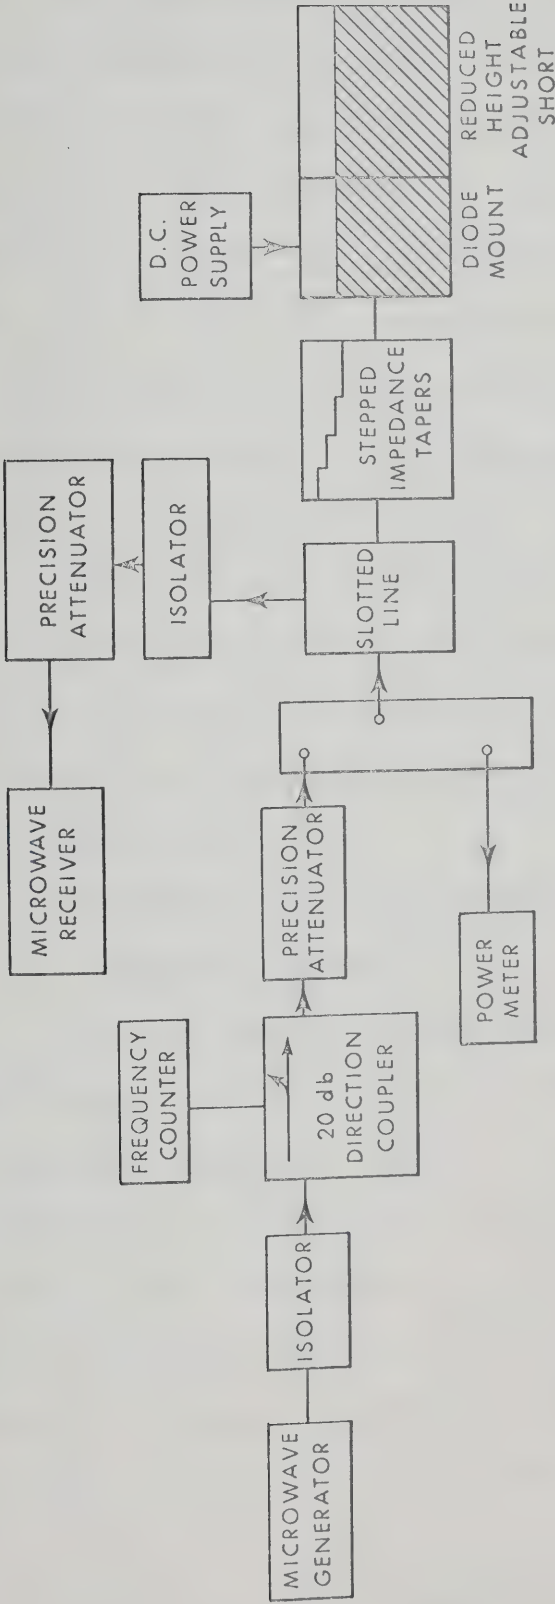 MICROWAVE
GENERATOR
ISOLATOR
FREQUENCY
COUNTER
20 db
DIRECTION
COUPLER
PRECISION
ATTENUATOR
POWER
METER
MICROWAVE
RECEIVER
PRECISION
ATTENUATOR
ISOLATOR
SLOTTED
LINE
STEPPED
IMPEDANCE
TAPERS
D.C.
POWER
SUPPLY
DIODE
MOUNT
REDUCED
HEIGHT
ADJUSTABLE
SHORT